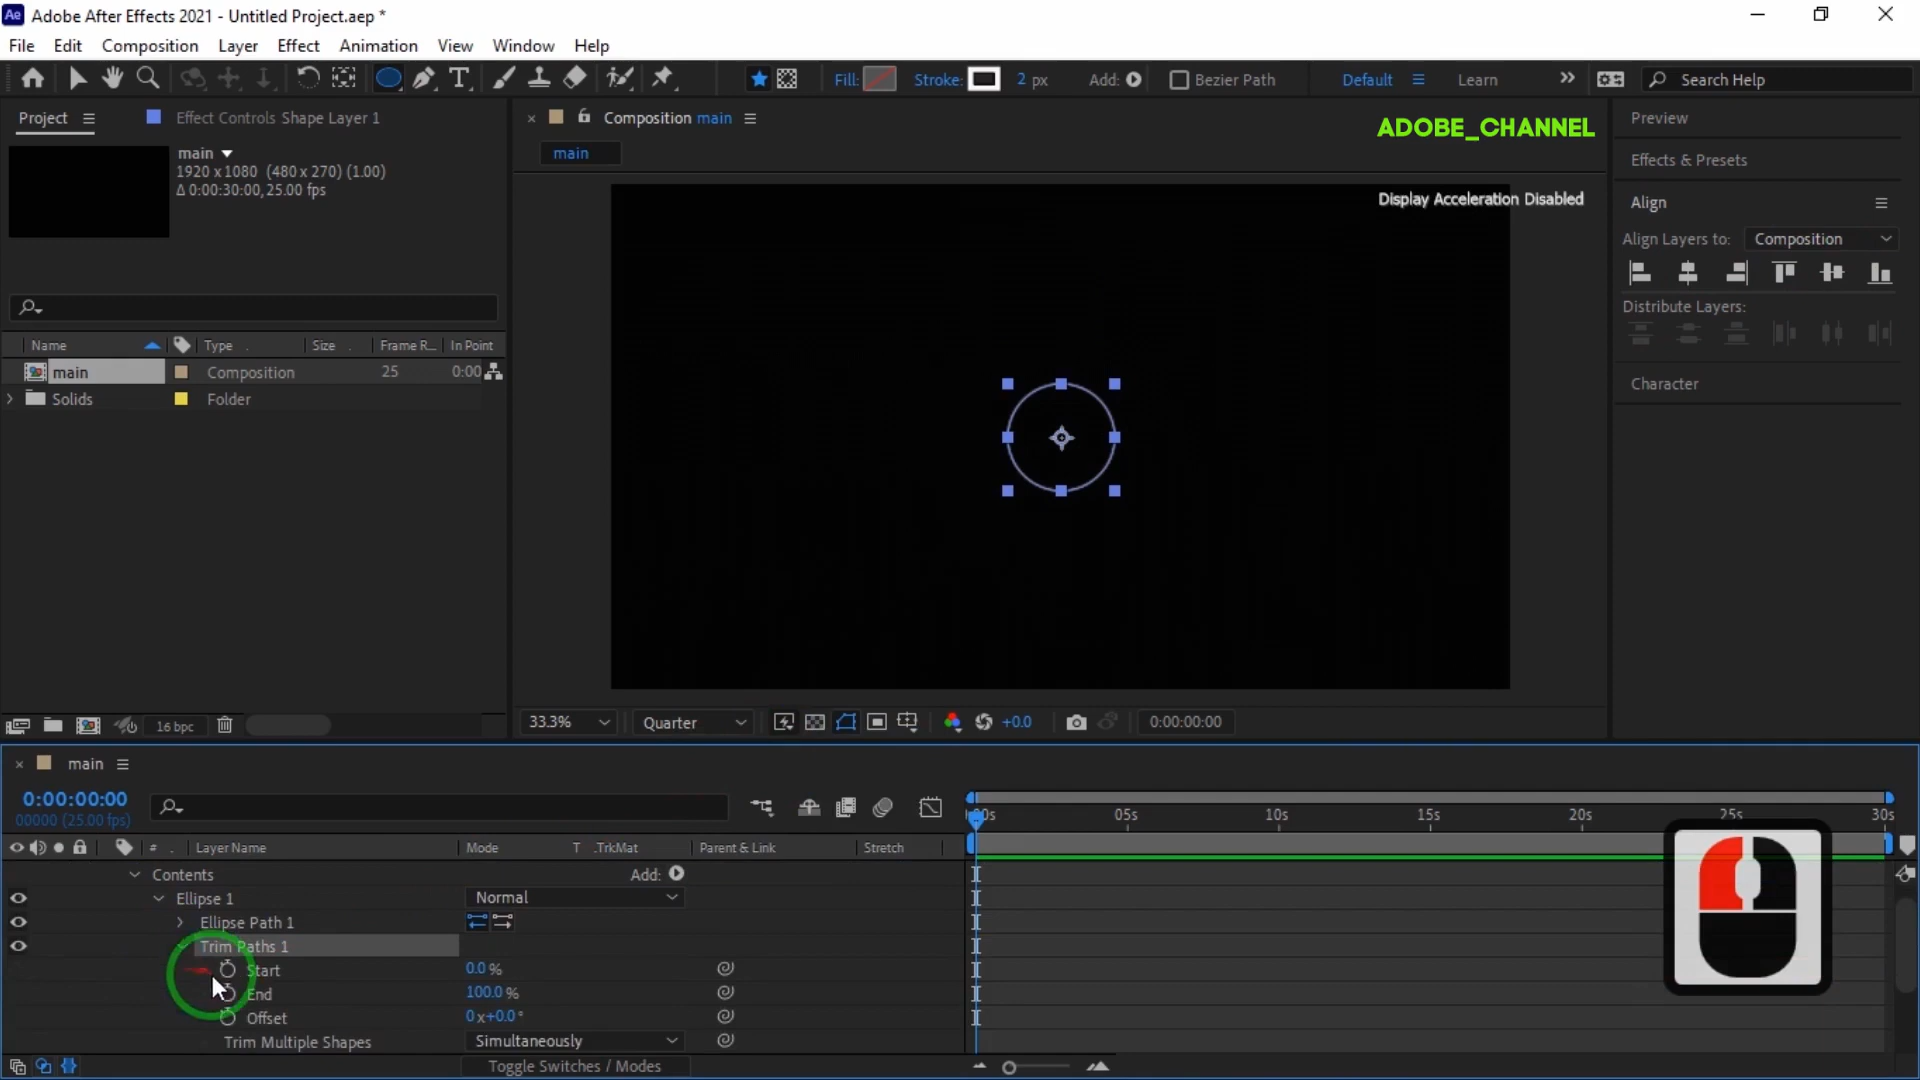 Ae Adobe After Effects 2021 - Untitled Project.aep *
File Edit Composition Layer Effect Animation View Window Help
Fill: Stroke: 2 px Add: Bezier Path Default Learn Search Help
Project Effect Controls Shape Layer 1
main
1920 x 1080 (480 x 270) (1.00)
Δ 0:00:30:00, 25.00 fps
Name Type Size Frame R... In Point
main Composition 25 0:00
Solids Folder
16 bpc
Composition main
main
ADOBE_CHANNEL
Display Acceleration Disabled
33.3% Quarter +0.0 0:00:00:00
Preview
Effects & Presets
Align
Align Layers to: Composition
Distribute Layers:
Character
main
0:00:00:00
00000 (25.00 fps)
00s 05s 10s 15s 20s 25s 30s
# Layer Name Mode T .TrkMat Parent & Link Stretch
Contents Add:
Ellipse 1 Normal
Ellipse Path 1
Trim Paths 1
Start 0.0 %
End 100.0 %
Offset 0 x+0.0 °
Trim Multiple Shapes Simultaneously
Toggle Switches / Modes